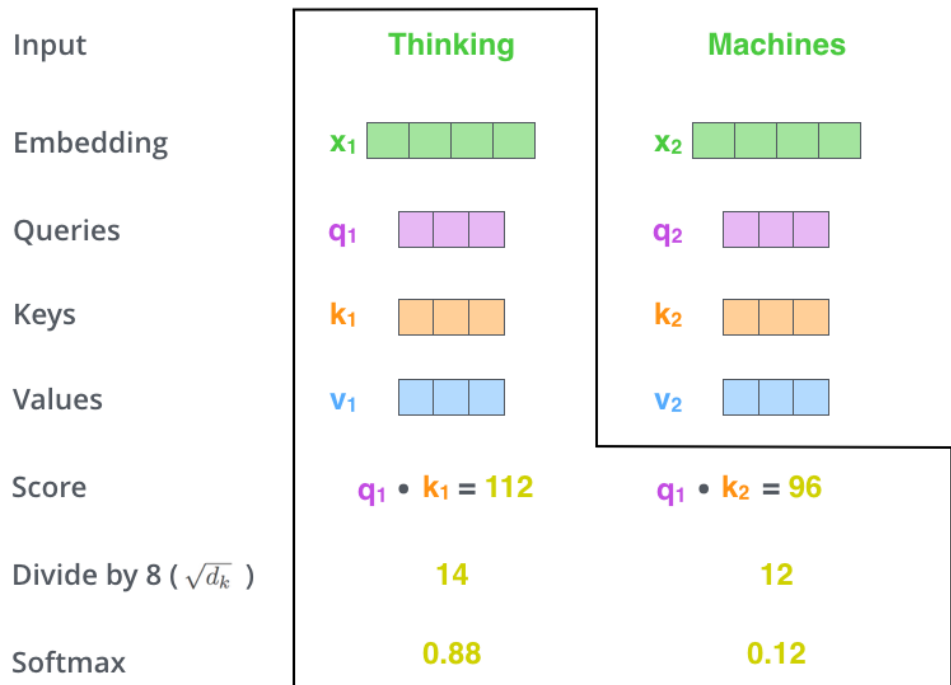 Input Thinking Machines
Embedding x₁ x₂
Queries q₁ q₂
Keys k₁ k₂
Values v₁ v₂
Score q₁ • k₁ = 112 q₁ • k₂ = 96
Divide by 8 ( √dₖ ) 14 12
Softmax 0.88 0.12